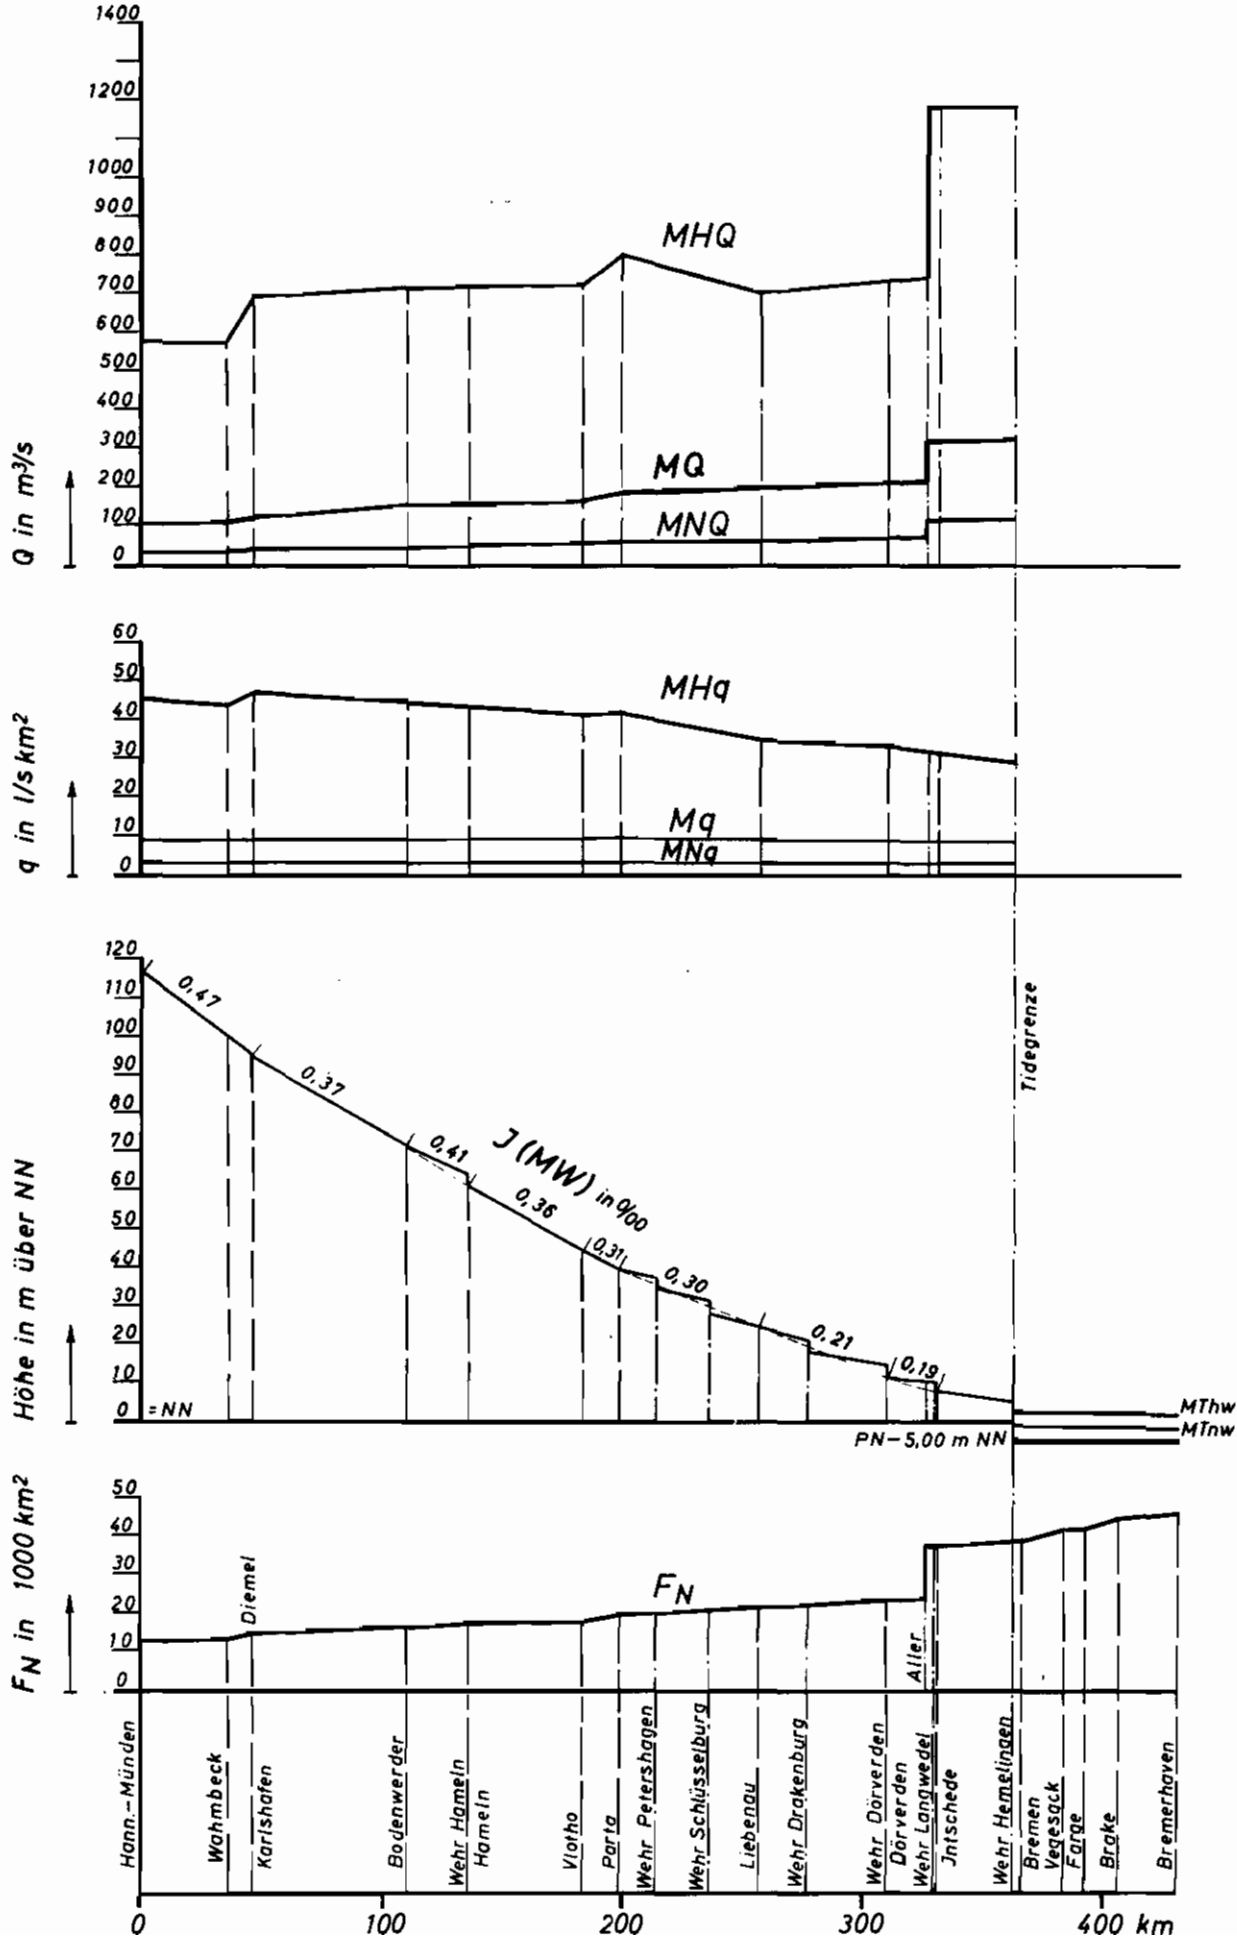 1400
1200
1000
900
800
700
600
500
400
300
200
100
0
Q in m³/s
MHQ
MQ
MNQ
60
50
40
30
20
10
0
q in l/s km²
MHq
Mq
MNq
120
110
100
90
80
70
60
50
40
30
20
10
0 = NN
Höhe in m über NN
0,47
0,37
0,41
J (MW) in ‰
0,36
0,31
0,30
0,21
0,19
Tidegrenze
MThw
MTnw
PN-5,00 m NN
50
40
30
20
10
0
FN in 1000 km²
Diemel
FN
Aller
Hann.-Münden
Wahmbeck
Karlshafen
Bodenwerder
Wehr Hameln
Hameln
Vlotho
Porta
Wehr Petershagen
Wehr Schlüsselburg
Liebenau
Wehr Drakenburg
Wehr Dörverden
Dörverden
Wehr Langwedel
Jntschede
Wehr Hemelingen
Bremen
Vegesack
Farge
Brake
Bremerhaven
0 100 200 300 400 km